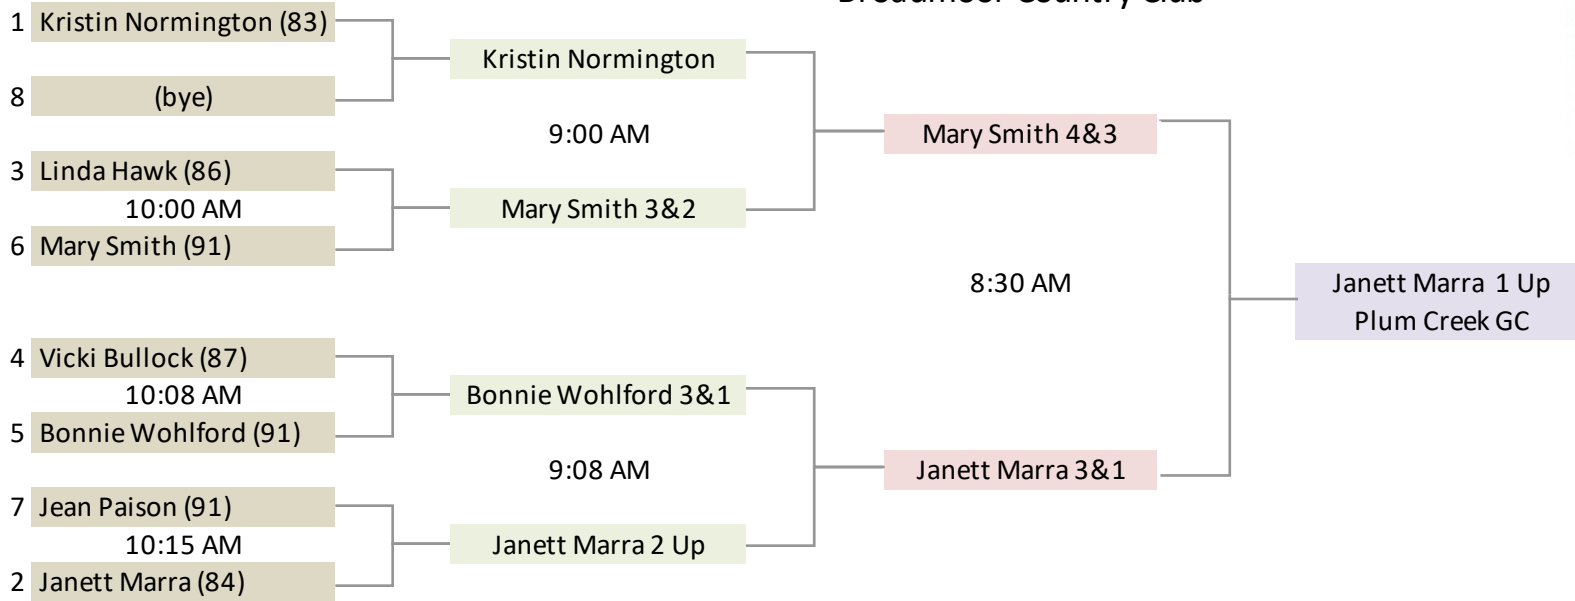 Broadmoor Country Club
1 Kristin Normington (83)
8 (bye)
3 Linda Hawk (86)
10:00 AM
6 Mary Smith (91)
4 Vicki Bullock (87)
10:08 AM
5 Bonnie Wohlford (91)
7 Jean Paison (91)
10:15 AM
2 Janett Marra (84)
Kristin Normington
9:00 AM
Mary Smith 3&2
Bonnie Wohlford 3&1
9:08 AM
Janett Marra 2 Up
Mary Smith 4&3
8:30 AM
Janett Marra 3&1
Janett Marra 1 Up
Plum Creek GC